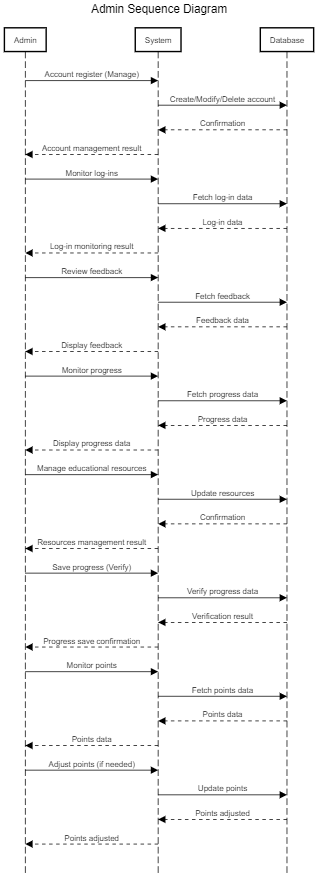 Admin Sequence Diagram
Admin
System
Database
Account register (Manage)
Create/Modify/Delete account
Confirmation
Account management result
Monitor log-ins
Fetch log-in data
Log-in data
Log-in monitoring result
Review feedback
Fetch feedback
Feedback data
Display feedback
Monitor progress
Fetch progress data
Progress data
Display progress data
Manage educational resources
Update resources
Confirmation
Resources management result
Save progress (Verify)
Verify progress data
Verification result
Progress save confirmation
Monitor points
Fetch points data
Points data
Points data
Adjust points (if needed)
Update points
Points adjusted
Points adjusted